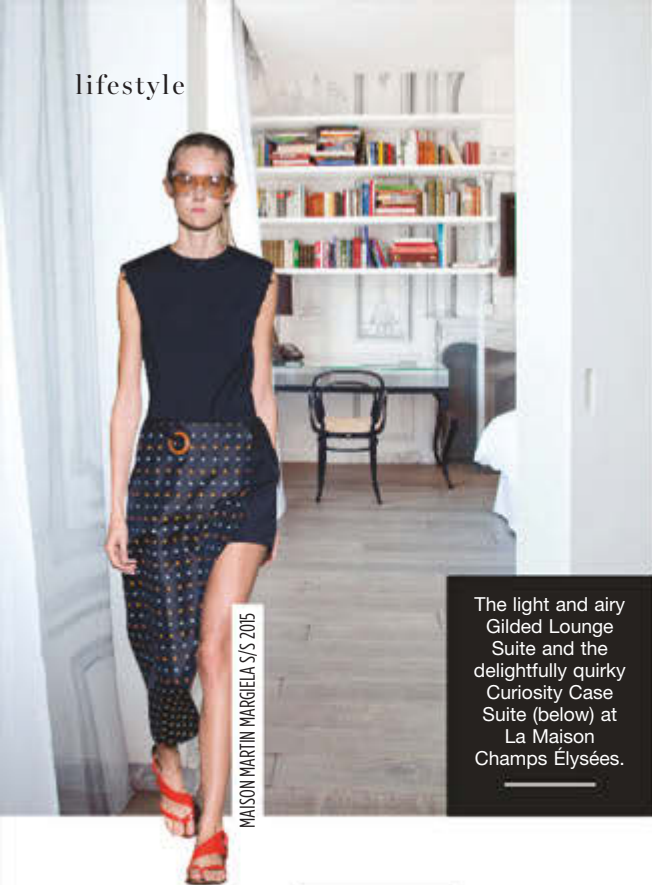 lifestyle
MAISON MARTIN MARGIELA S/S 2015
The light and airy
Gilded Lounge
Suite and the
delightfully quirky
Curiosity Case
Suite (below) at
La Maison
Champs Élysées.